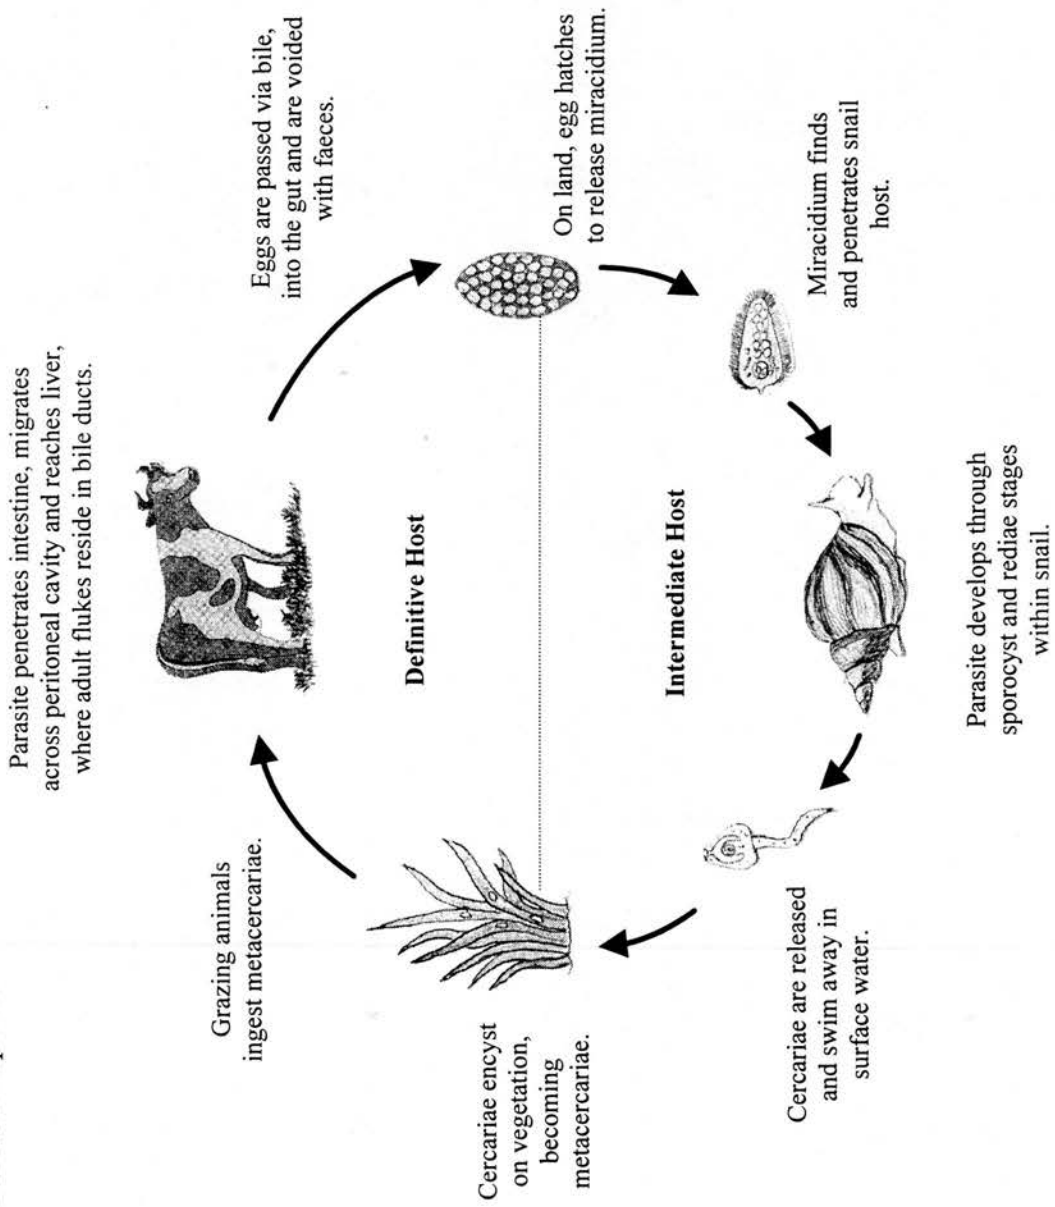 Parasite penetrates intestine, migrates
across peritoneal cavity and reaches liver,
where adult flukes reside in bile ducts.
Eggs are passed via bile,
into the gut and are voided
with faeces.
On land, egg hatches
to release miracidium.
Miracidium finds
and penetrates snail
host.
Parasite develops through
sporocyst and rediae stages
within snail.
Cercariae are released
and swim away in
surface water.
Cercariae encyst
on vegetation,
becoming
metacercariae.
Grazing animals
ingest metacercariae.
Definitive Host
Intermediate Host